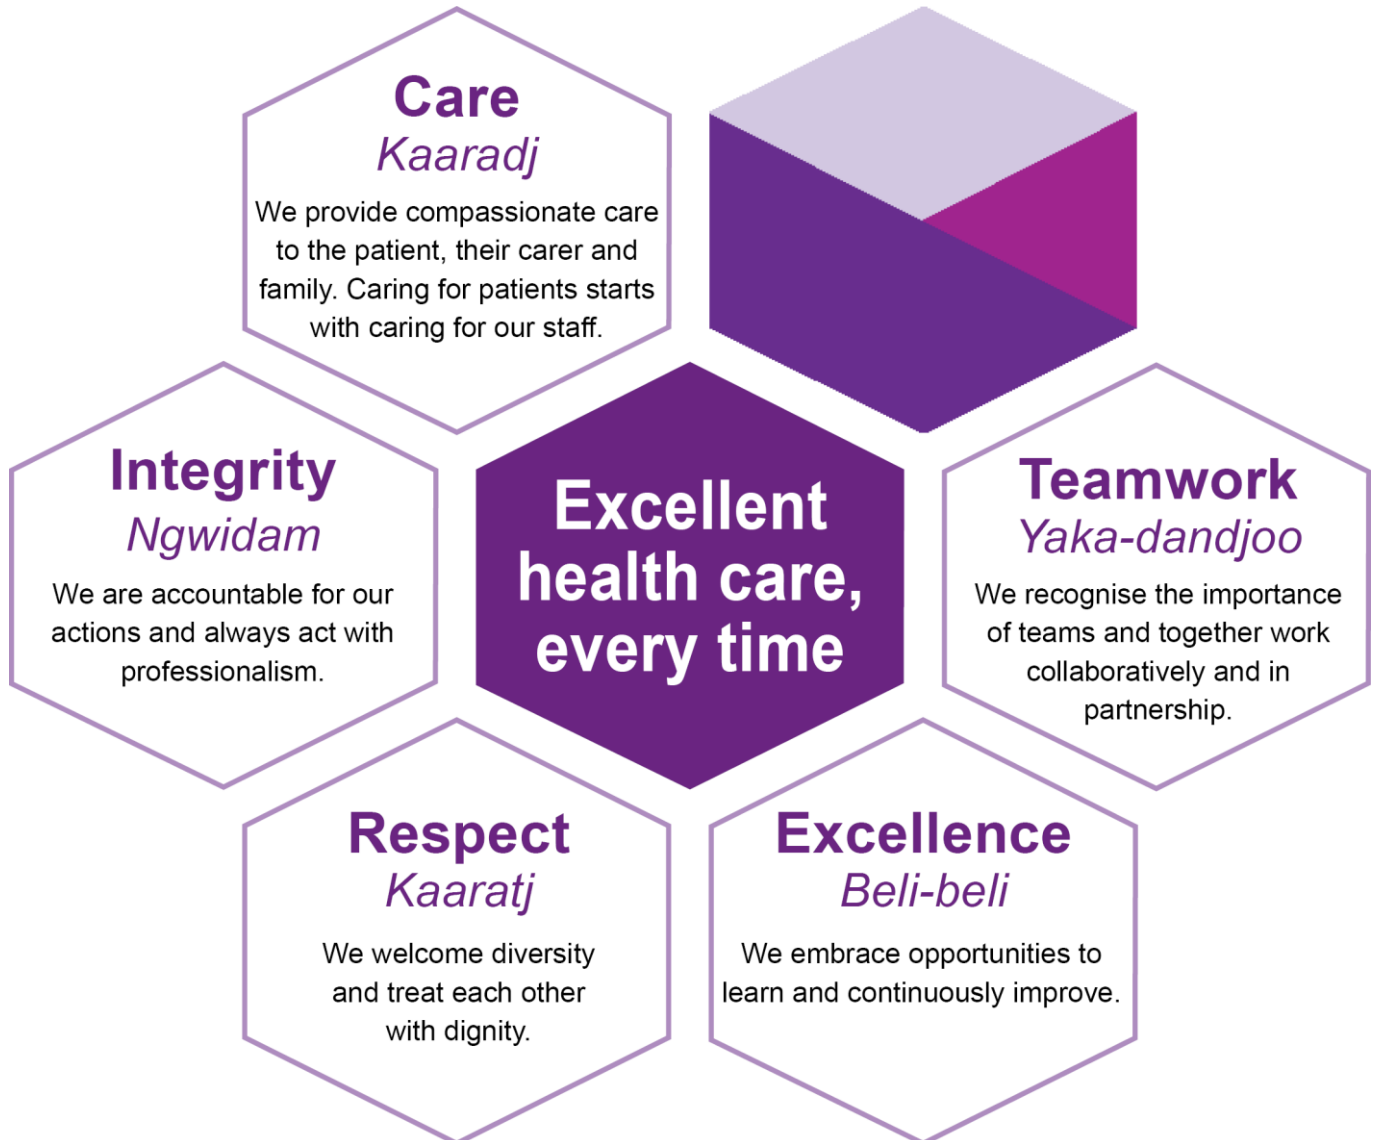 Care
Kaaradj
We provide compassionate care
to the patient, their carer and
family. Caring for patients starts
with caring for our staff.
Integrity
Ngwidam
We are accountable for our
actions and always act with
professionalism.
Excellent
health care,
every time
Teamwork
Yaka-dandjoo
We recognise the importance
of teams and together work
collaboratively and in
partnership.
Respect
Kaaratj
We welcome diversity
and treat each other
with dignity.
Excellence
Beli-beli
We embrace opportunities to
learn and continuously improve.